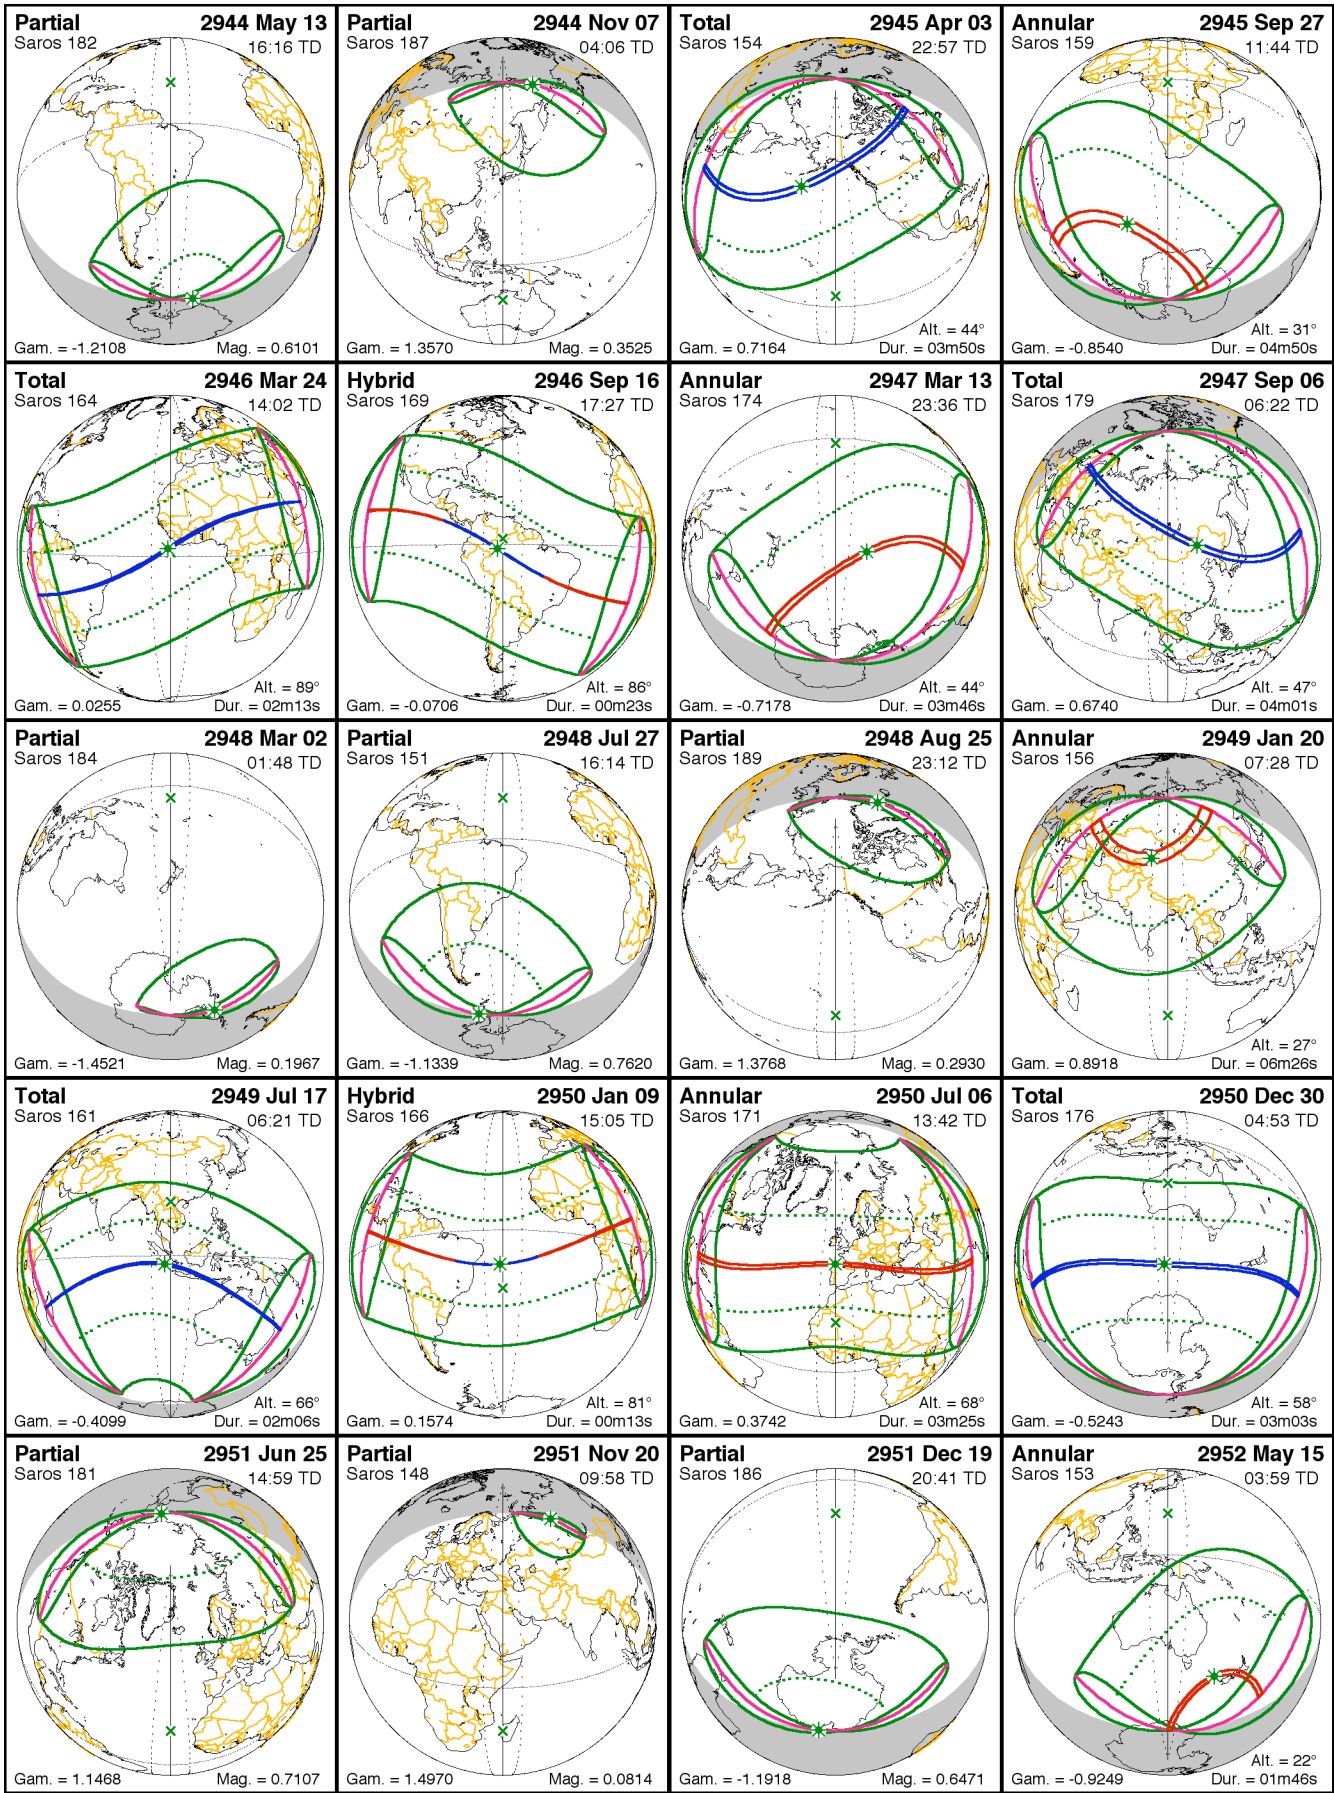 Partial 2944 May 13
Saros 182 16:16 TD
Gam. = -1.2108 Mag. = 0.6101
Partial 2944 Nov 07
Saros 187 04:06 TD
Gam. = 1.3570 Mag. = 0.3525
Total 2945 Apr 03
Saros 154 22:57 TD
Alt. = 44°
Gam. = 0.7164 Dur. = 03m50s
Annular 2945 Sep 27
Saros 159 11:44 TD
Alt. = 31°
Gam. = -0.8540 Dur. = 04m50s
Total 2946 Mar 24
Saros 164 14:02 TD
Alt. = 89°
Gam. = 0.0255 Dur. = 02m13s
Hybrid 2946 Sep 16
Saros 169 17:27 TD
Alt. = 86°
Gam. = -0.0706 Dur. = 00m23s
Annular 2947 Mar 13
Saros 174 23:36 TD
Alt. = 44°
Gam. = -0.7178 Dur. = 03m46s
Total 2947 Sep 06
Saros 179 06:22 TD
Alt. = 47°
Gam. = 0.6740 Dur. = 04m01s
Partial 2948 Mar 02
Saros 184 01:48 TD
Gam. = -1.4521 Mag. = 0.1967
Partial 2948 Jul 27
Saros 151 16:14 TD
Gam. = -1.1339 Mag. = 0.7620
Partial 2948 Aug 25
Saros 189 23:12 TD
Gam. = 1.3768 Mag. = 0.2930
Annular 2949 Jan 20
Saros 156 07:28 TD
Alt. = 27°
Gam. = 0.8918 Dur. = 06m26s
Total 2949 Jul 17
Saros 161 06:21 TD
Alt. = 66°
Gam. = -0.4099 Dur. = 02m06s
Hybrid 2950 Jan 09
Saros 166 15:05 TD
Alt. = 81°
Gam. = 0.1574 Dur. = 00m13s
Annular 2950 Jul 06
Saros 171 13:42 TD
Alt. = 68°
Gam. = 0.3742 Dur. = 03m25s
Total 2950 Dec 30
Saros 176 04:53 TD
Alt. = 58°
Gam. = -0.5243 Dur. = 03m03s
Partial 2951 Jun 25
Saros 181 14:59 TD
Gam. = 1.1468 Mag. = 0.7107
Partial 2951 Nov 20
Saros 148 09:58 TD
Gam. = 1.4970 Mag. = 0.0814
Partial 2951 Dec 19
Saros 186 20:41 TD
Gam. = -1.1918 Mag. = 0.6471
Annular 2952 May 15
Saros 153 03:59 TD
Alt. = 22°
Gam. = -0.9249 Dur. = 01m46s